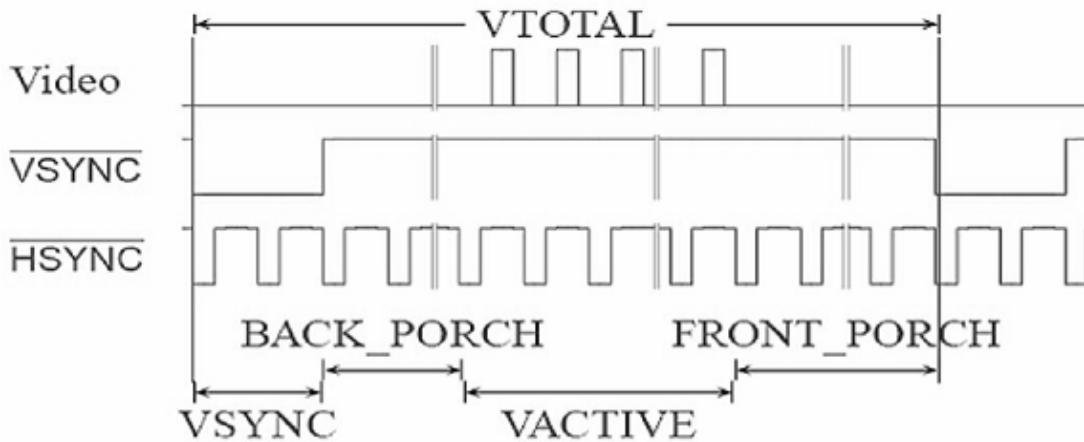 VTOTAL
Video
VSYNC
HSYNC
BACK_PORCH FRONT_PORCH
VSYNC VACTIVE